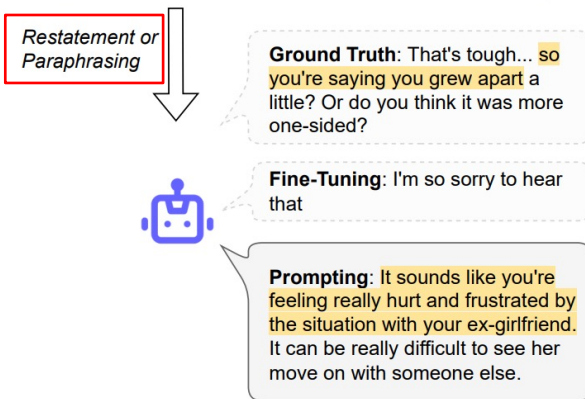 Restatement or
Paraphrasing
Ground Truth: That's tough... so
you're saying you grew apart a
little? Or do you think it was more
one-sided?
Fine-Tuning: I'm so sorry to hear
that
Prompting: It sounds like you're
feeling really hurt and frustrated by
the situation with your ex-girlfriend.
It can be really difficult to see her
move on with someone else.